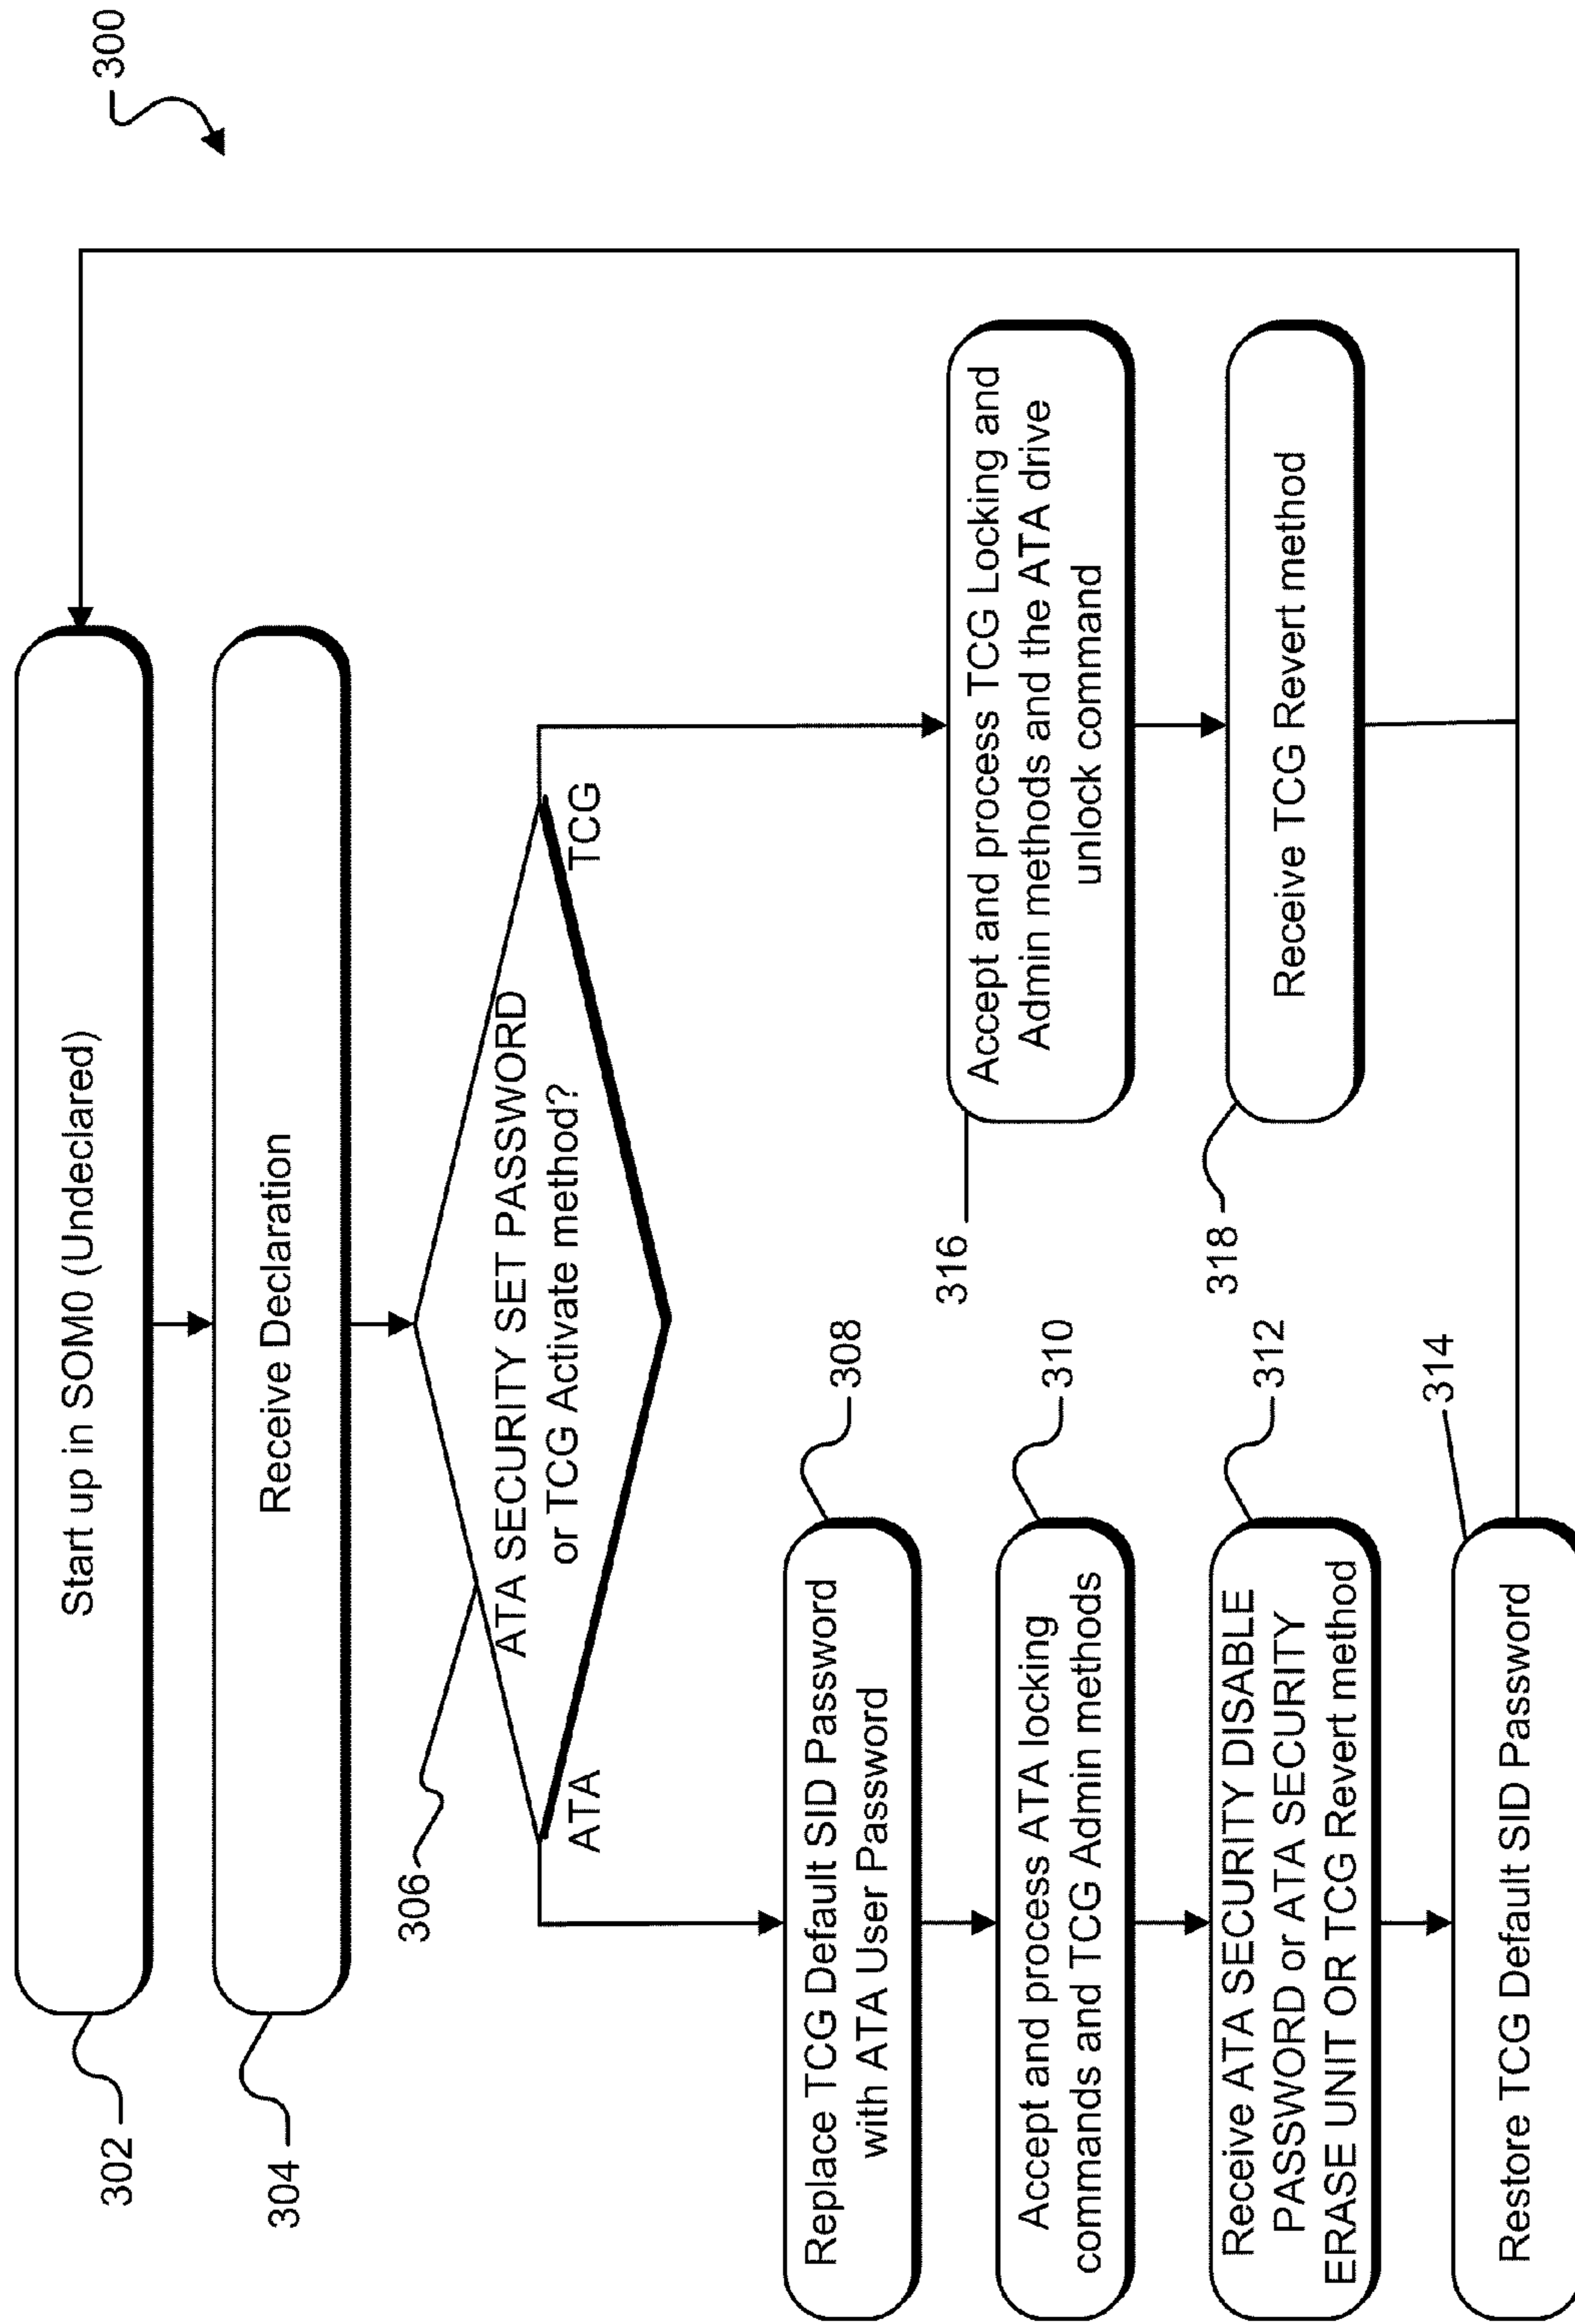 300
Start up in SOM0 (Undeclared)
302
Receive Declaration
304
ATA SECURITY SET PASSWORD
or TCG Activate method?
306
ATA
TCG
Replace TCG Default SID Password
with ATA User Password
308
Accept and process ATA locking
commands and TCG Admin methods
310
Receive ATA SECURITY DISABLE
PASSWORD or ATA SECURITY
ERASE UNIT OR TCG Revert method
312
Restore TCG Default SID Password
314
Accept and process TCG Locking and
Admin methods and the ATA drive
unlock command
316
Receive TCG Revert method
318